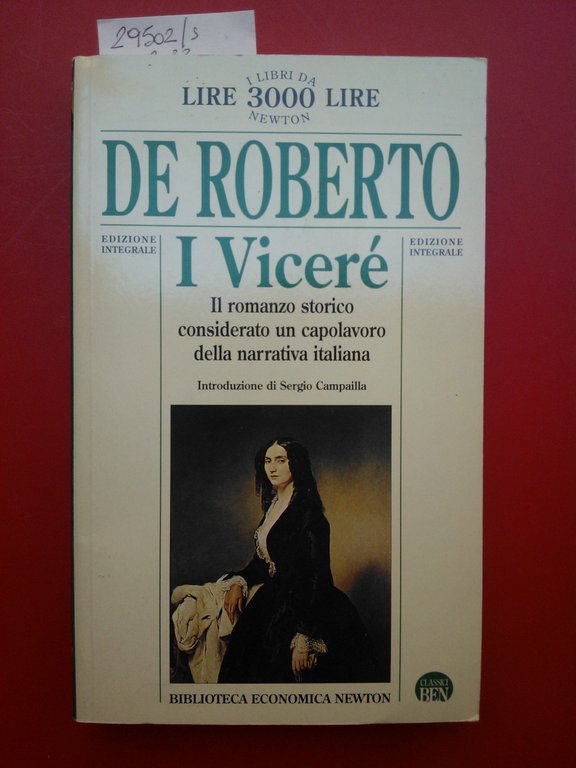 29502/s
I LIBRI DA
LIRE 3000 LIRE
NEWTON
DE ROBERTO
EDIZIONE
INTEGRALE
I Viceré
EDIZIONE
INTEGRALE
Il romanzo storico
considerato un capolavoro
della narrativa italiana
Introduzione di Sergio Campailla
BIBLIOTECA ECONOMICA NEWTON
CLASSICI
BEN